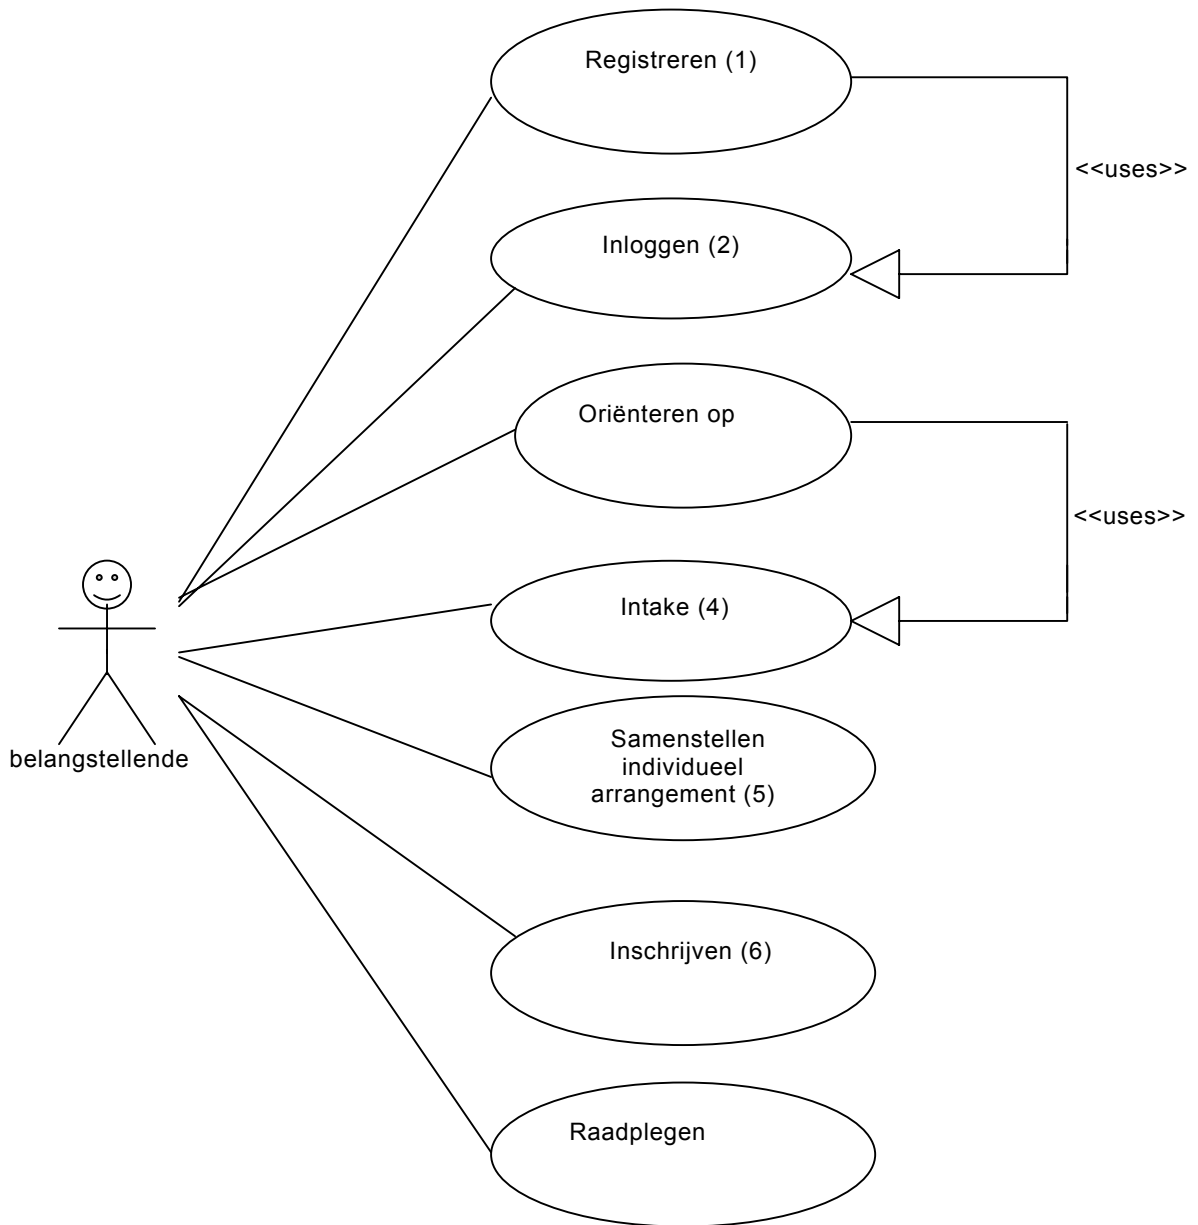 Registreren (1)
<<uses>>
Inloggen (2)
Oriënteren op
<<uses>>
Intake (4)
belangstellende
Samenstellen
individueel
arrangement (5)
Inschrijven (6)
Raadplegen